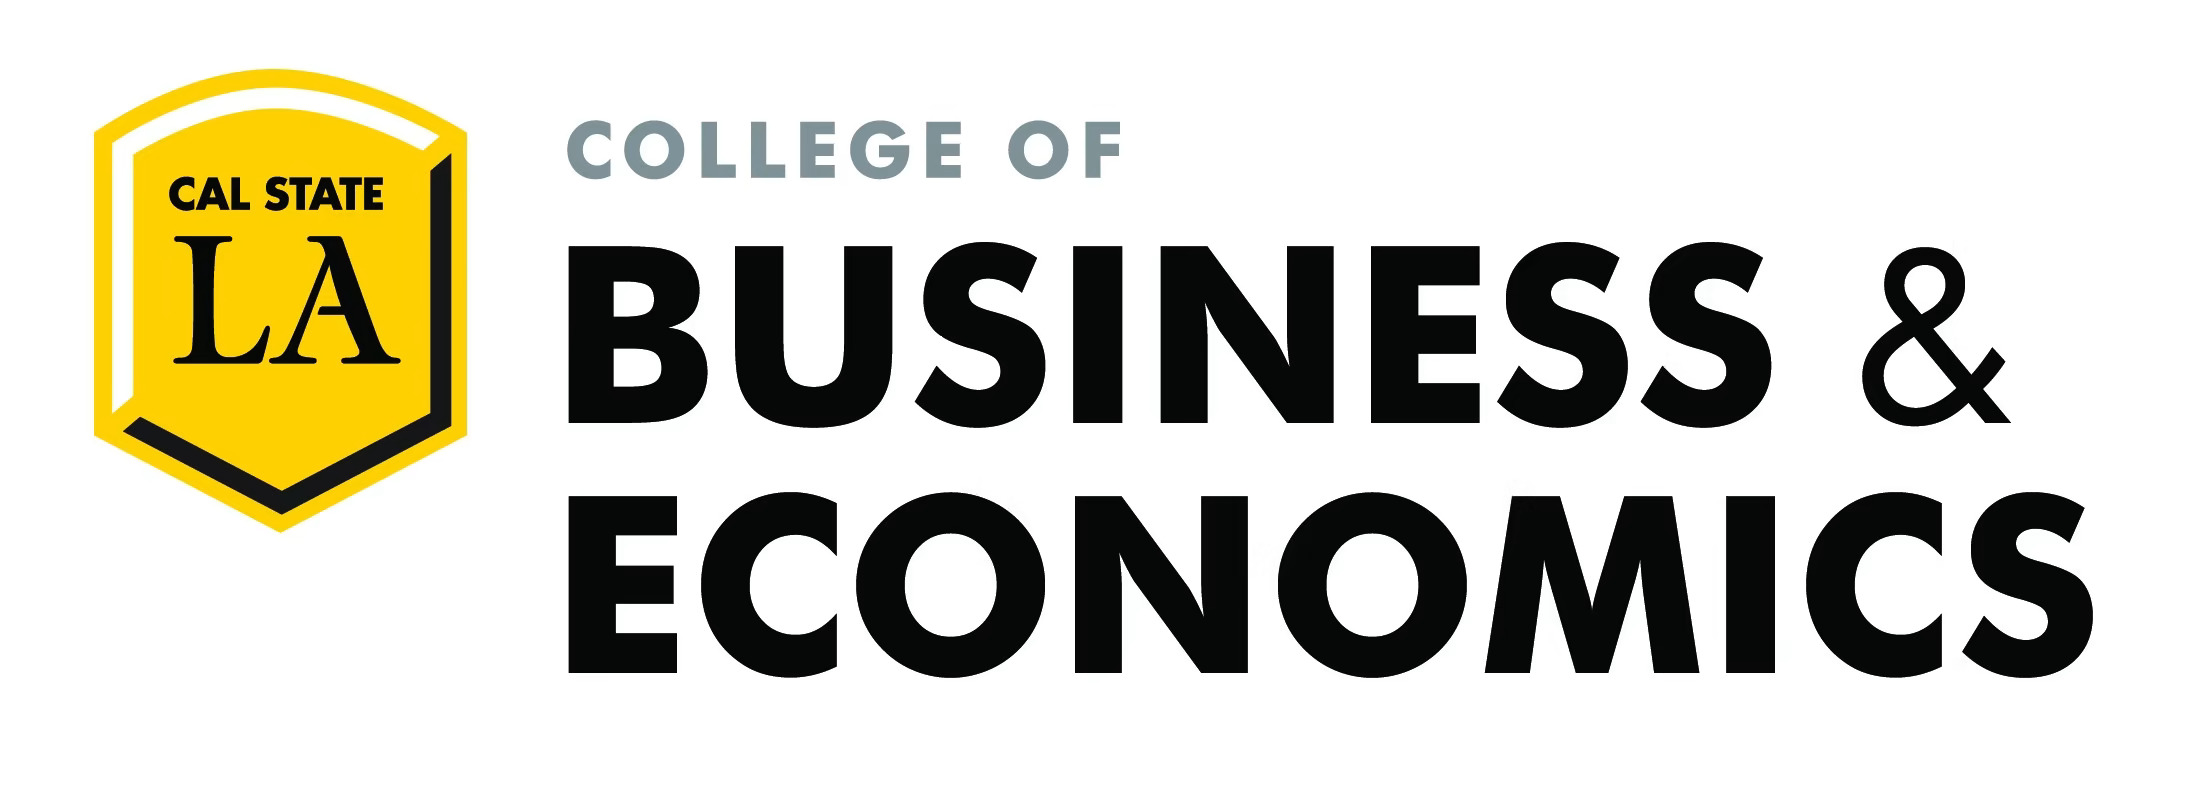 CAL STATE
LA
COLLEGE OF
BUSINESS &
ECONOMICS